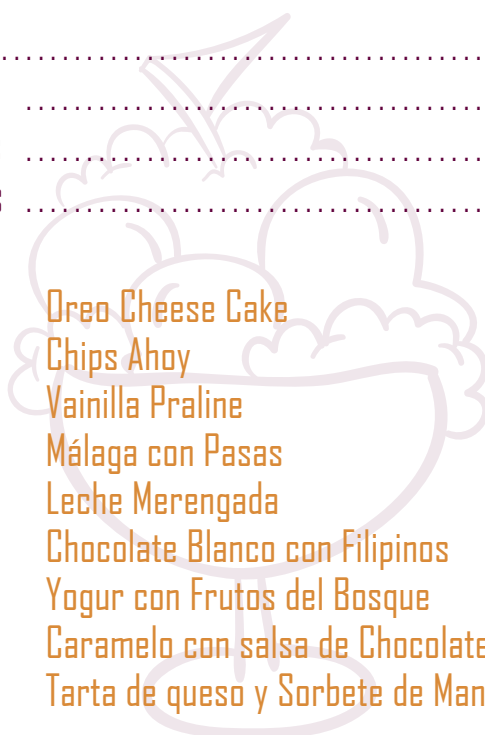 Oreo Cheese Cake
Chips Ahoy
Vainilla Praline
Málaga con Pasas
Leche Merengada
Chocolate Blanco con Filipinos
Yogur con Frutos del Bosque
Caramelo con salsa de Chocolate
Tarta de queso y Sorbete de Man